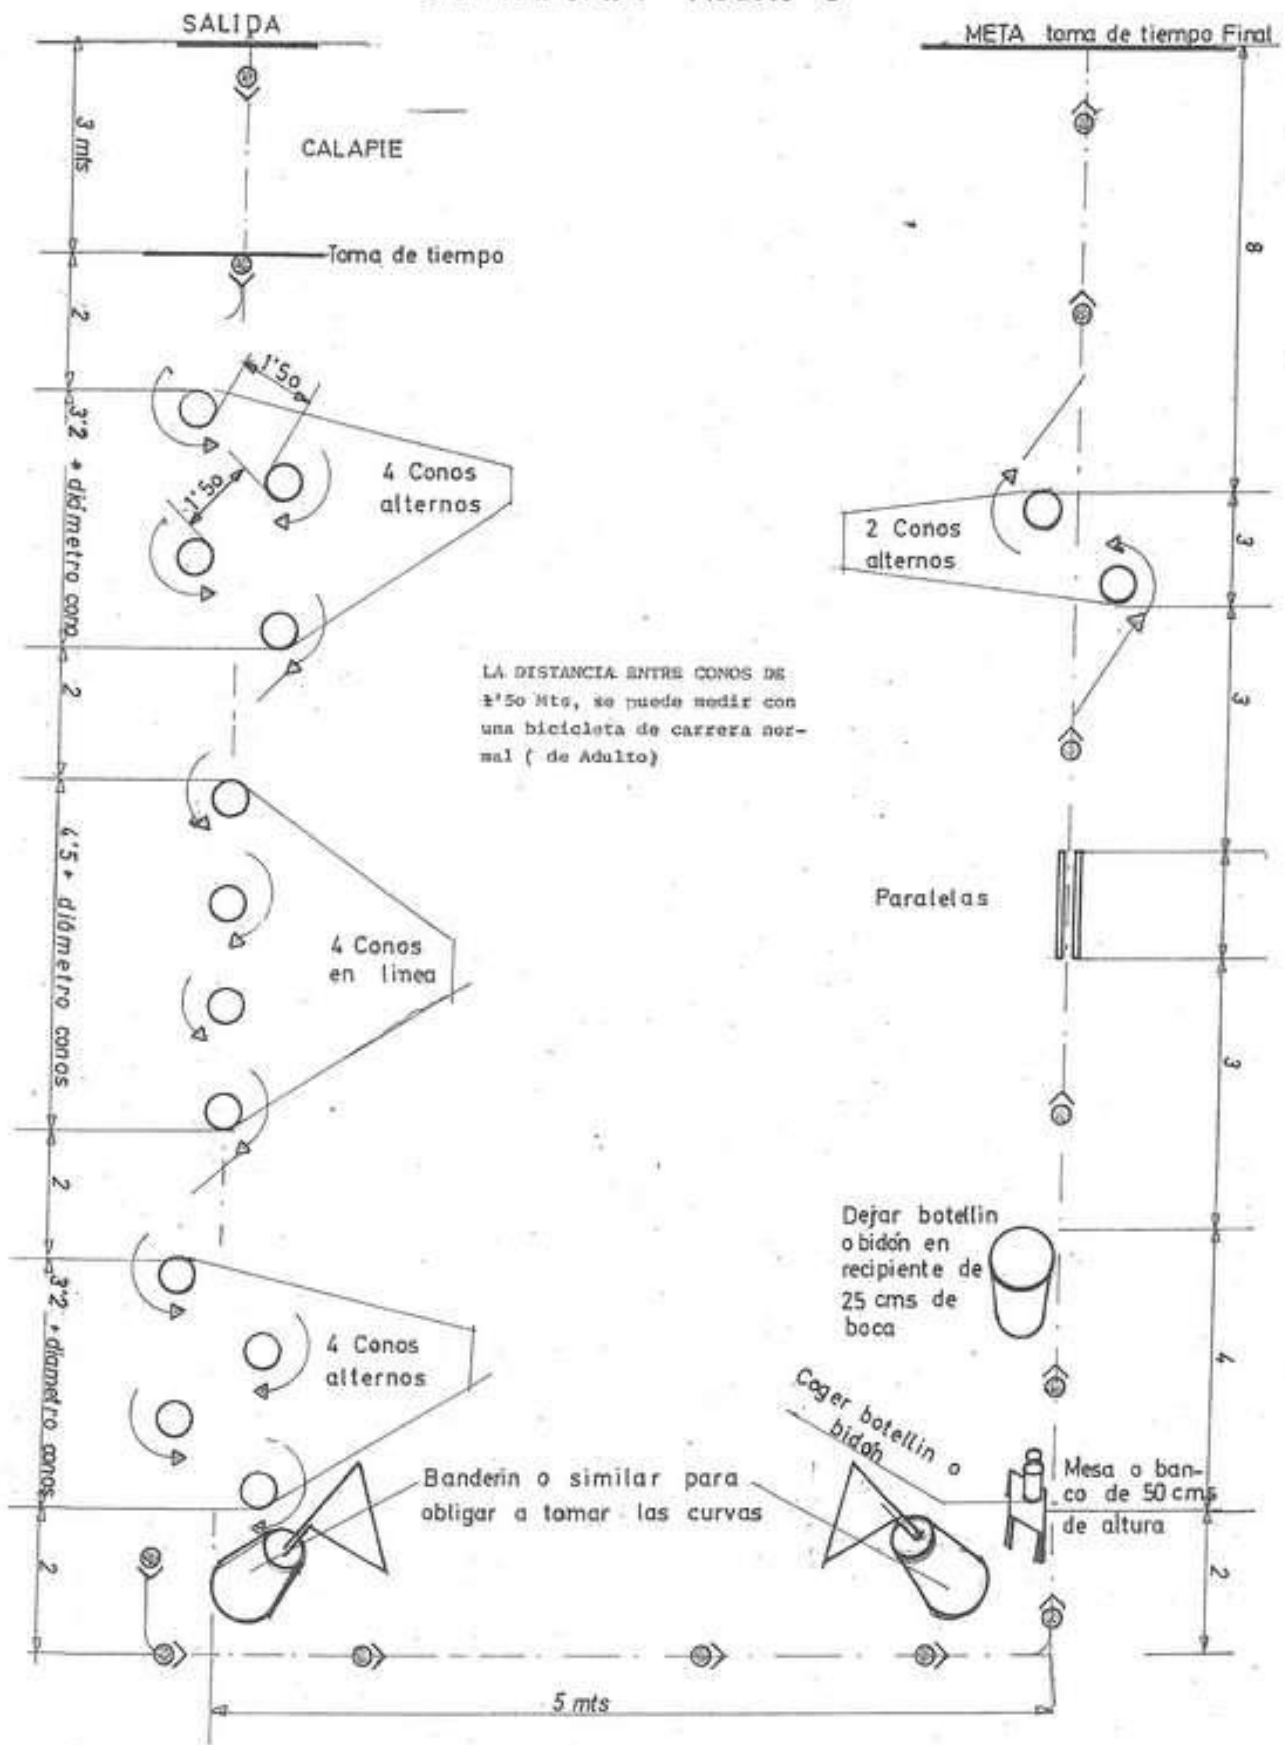 SALIDA
META toma de tiempo Final
3 mts
CALAPIE
Toma de tiempo
2
8
1'50
1'50
3'2 + diámetro cono
4 Conos
alternos
2 Conos
alternos
3
2
3
LA DISTANCIA ENTRE CONOS DE
1'50 Mts, se puede medir con
una bicicleta de carrera nor-
mal ( de Adulto)
4'5 + diámetro conos
4 Conos
en linea
Paralelas
3
2
Dejar botellin
o bidón en
recipiente de
25 cms de
boca
3'2 + diametro conos
4 Conos
alternos
4
Coger botellin o
bidón
Mesa o ban-
co de 50 cms
de altura
Banderin o similar para
obligar a tomar las curvas
2
2
5 mts